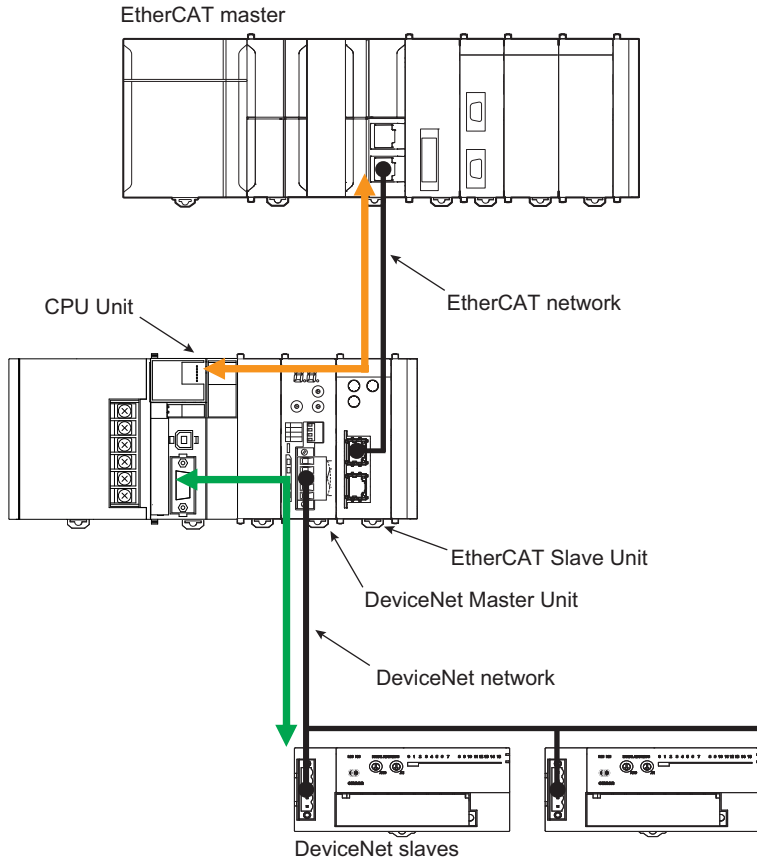 EtherCAT master
EtherCAT network
CPU Unit
EtherCAT Slave Unit
DeviceNet Master Unit
DeviceNet network
DeviceNet slaves